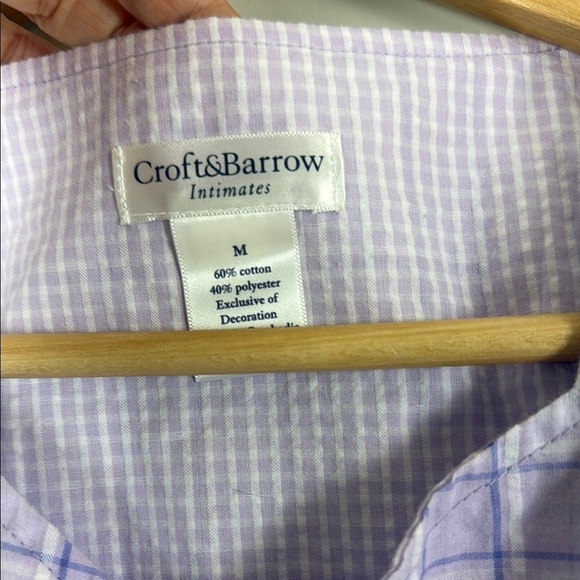 Croft&Barrow
Intimates
M
60% cotton
40% polyester
Exclusive of
Decoration